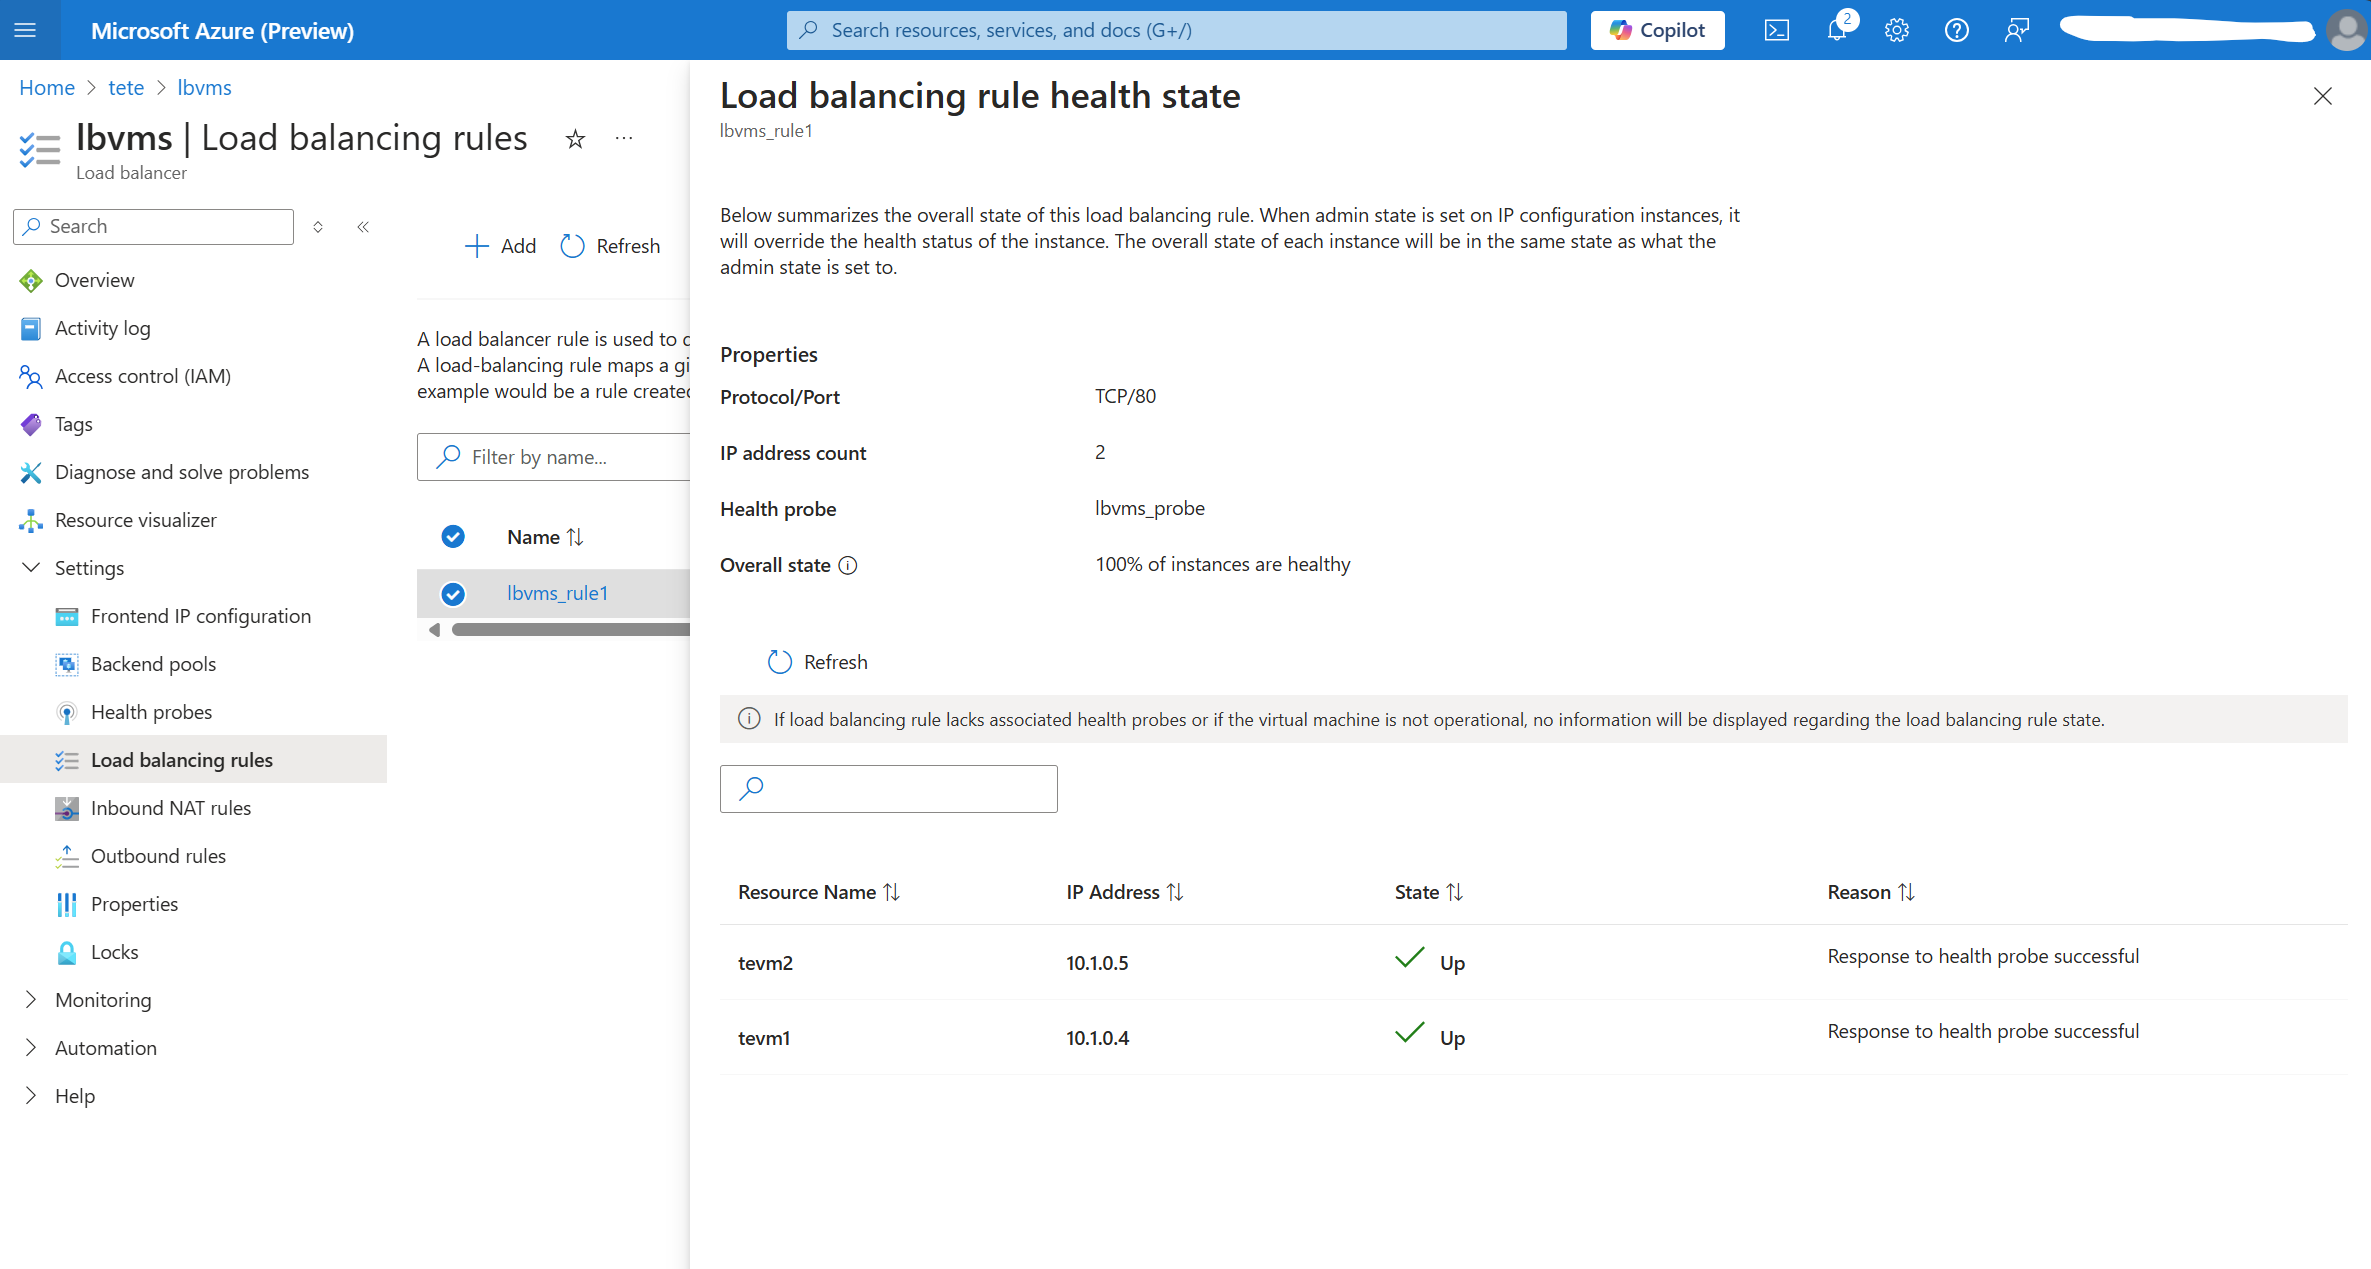 Microsoft Azure (Preview)
Search resources, services, and docs (G+/)
Copilot
2
Home > tete > lbvms
lbvms | Load balancing rules
Load balancer
Search
Overview
Activity log
Access control (IAM)
Tags
Diagnose and solve problems
Resource visualizer
Settings
Frontend IP configuration
Backend pools
Health probes
Load balancing rules
Inbound NAT rules
Outbound rules
Properties
Locks
Monitoring
Automation
Help
Add
Refresh
A load balancer rule is used to
A load-balancing rule maps a
example would be a rule created
Filter by name...
Name
lbvms_rule1
Load balancing rule health state
lbvms_rule1
Below summarizes the overall state of this load balancing rule. When admin state is set on IP configuration instances, it
will override the health status of the instance. The overall state of each instance will be in the same state as what the
admin state is set to.
Properties
Protocol/Port TCP/80
IP address count 2
Health probe lbvms_probe
Overall state 100% of instances are healthy
Refresh
If load balancing rule lacks associated health probes or if the virtual machine is not operational, no information will be displayed regarding the load balancing rule state.
Resource Name IP Address State Reason
tevm2 10.1.0.5 Up Response to health probe successful
tevm1 10.1.0.4 Up Response to health probe successful